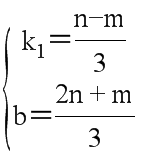 k₁ = (n−m)/3
b = (2n + m)/3